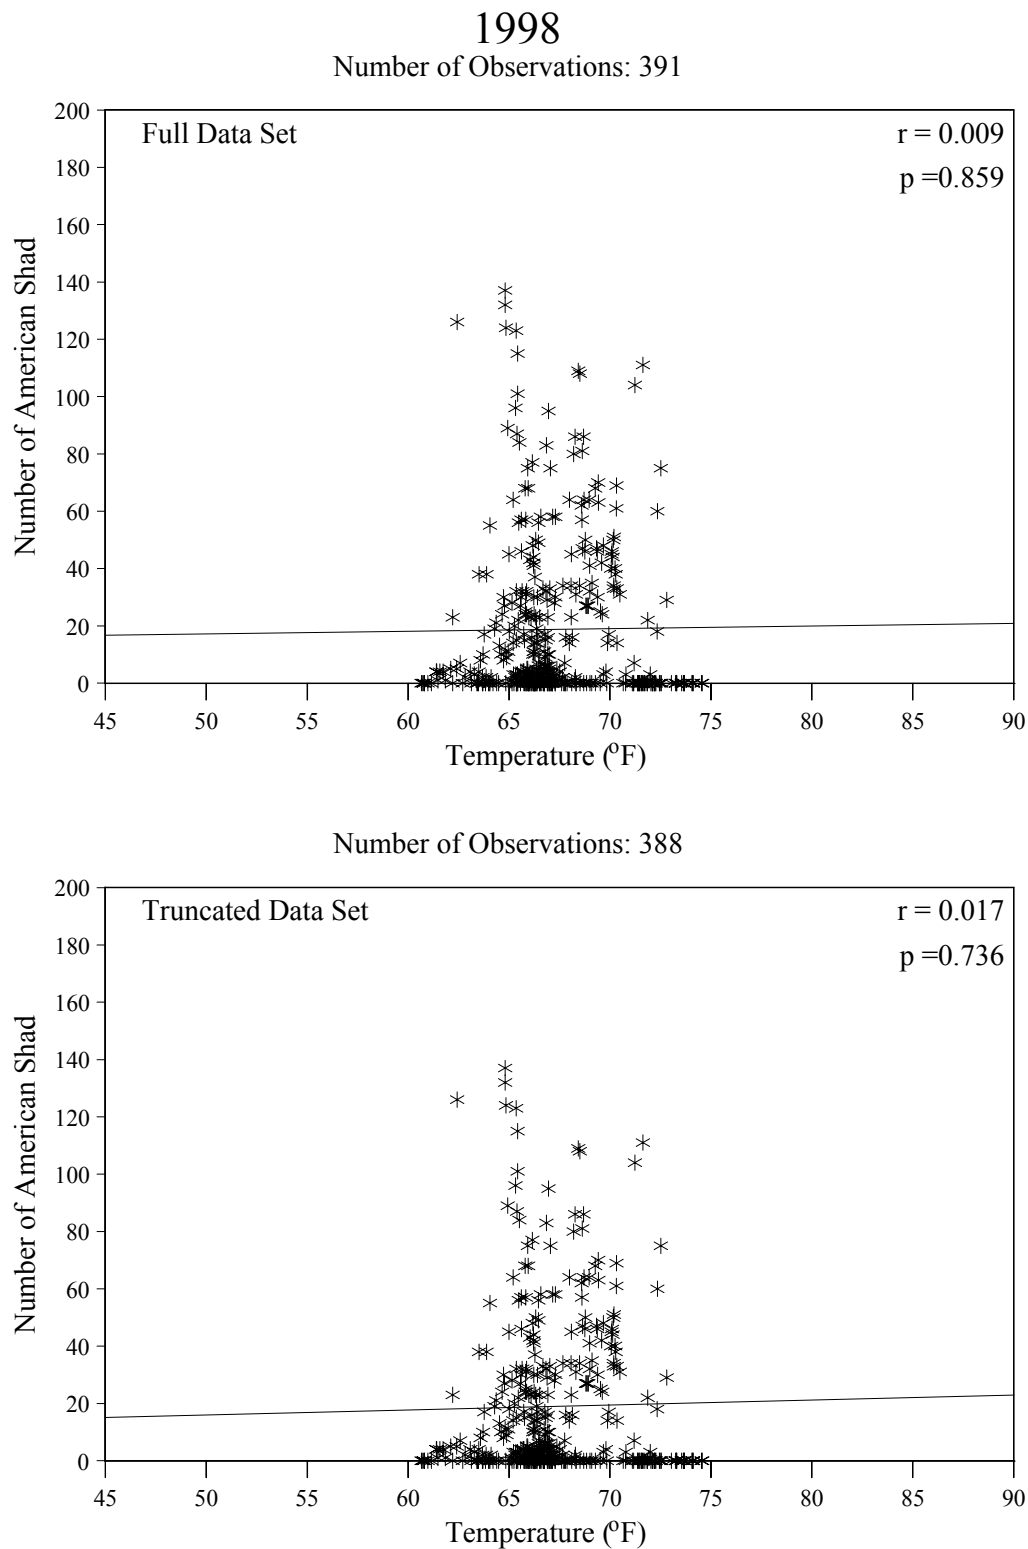 1998
Number of Observations: 391
200
Full Data Set
r = 0.009
180
p =0.859
160
140
120
100
80
60
40
20
0
Number of American Shad
45 50 55 60 65 70 75 80 85 90
Temperature (°F)
Number of Observations: 388
200
Truncated Data Set
r = 0.017
180
p =0.736
160
140
120
100
80
60
40
20
0
Number of American Shad
45 50 55 60 65 70 75 80 85 90
Temperature (°F)